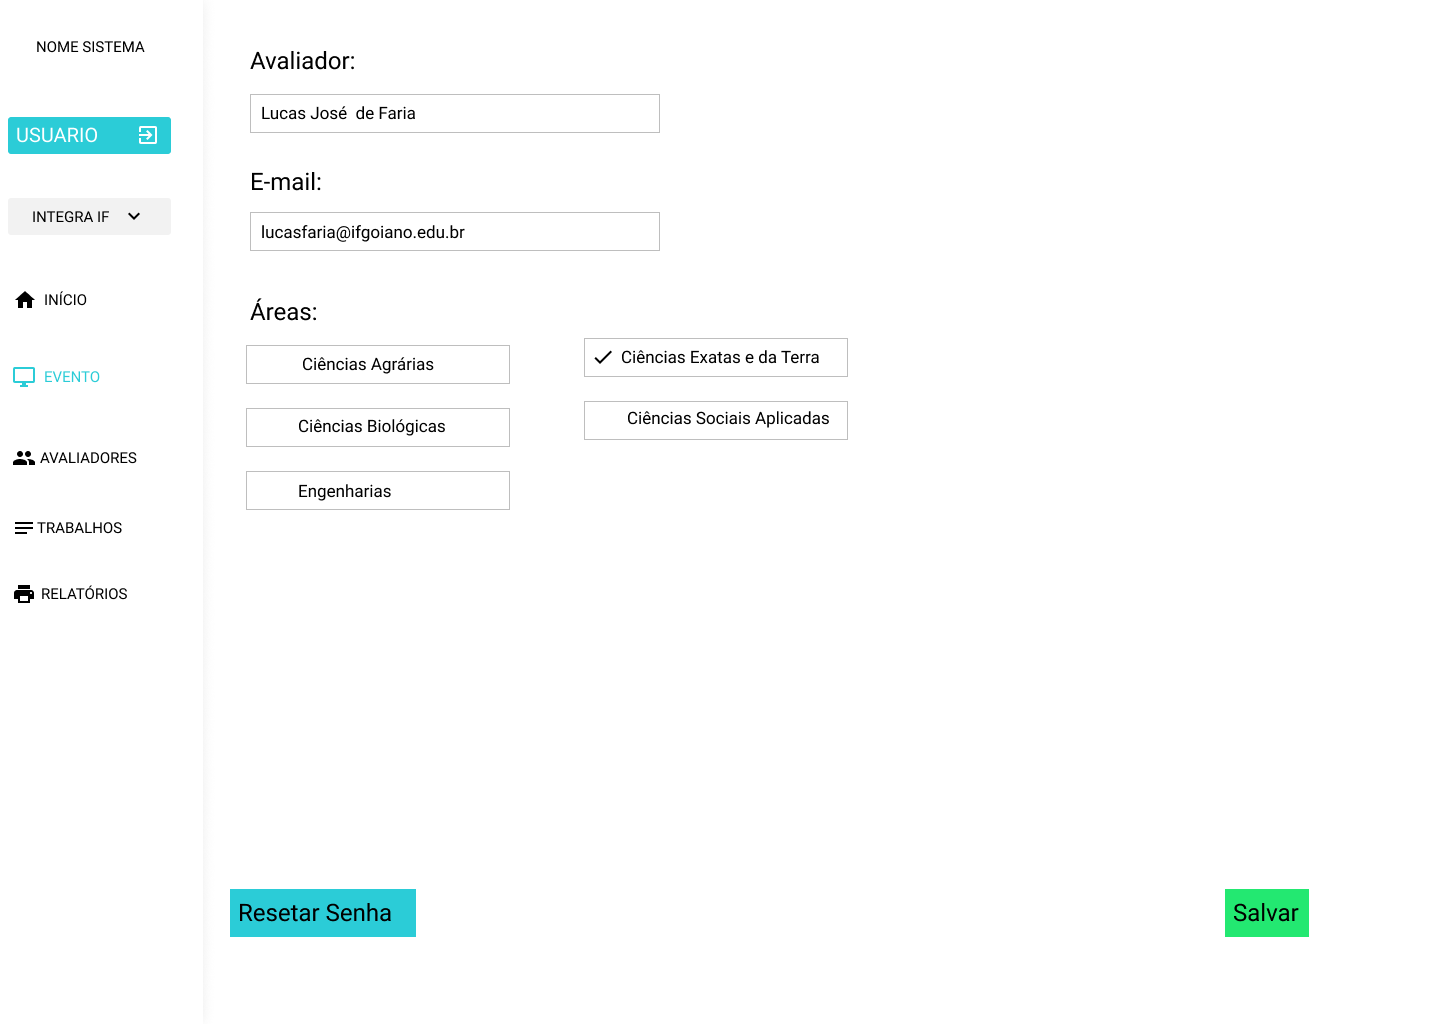 NOME SISTEMA
USUARIO
INTEGRA IF
INÍCIO
EVENTO
AVALIADORES
TRABALHOS
RELATÓRIOS
Avaliador:
Lucas José  de Faria
E-mail:
lucasfaria@ifgoiano.edu.br
Áreas:
Ciências Agrárias
Ciências Exatas e da Terra
Ciências Biológicas
Ciências Sociais Aplicadas
Engenharias
Resetar Senha
Salvar